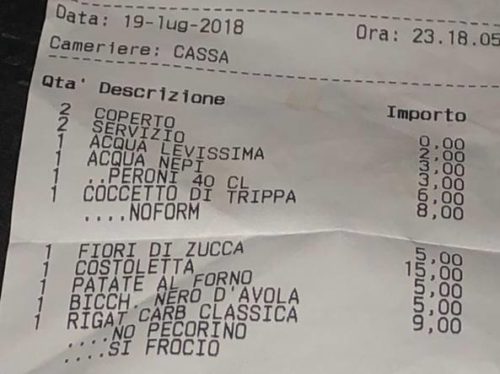 Data: 19-lug-2018 Ora: 23.18.05
Cameriere: CASSA
Qta' Descrizione Importo
2 COPERTO 0,00
2 SERVIZIO 2,00
1 ACQUA LEVISSIMA 3,00
1 ACQUA NEPI 3,00
1 ..PERONI 40 CL 6,00
1 COCCETTO DI TRIPPA 8,00
....NOFORM
1 FIORI DI ZUCCA 5,00
1 COSTOLETTA 15,00
1 PATATE AL FORNO 5,00
1 BICCH. NERO D'AVOLA 5,00
1 RIGAT CARB CLASSICA 9,00
....NO PECORINO
....SI FROCIO